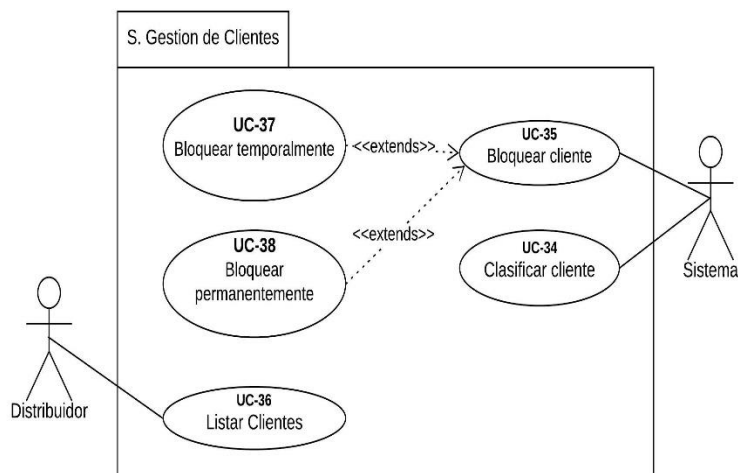 S. Gestion de Clientes
UC-37
Bloquear temporalmente
<<extends>>
UC-35
Bloquear cliente
<<extends>>
UC-38
Bloquear
permanentemente
UC-34
Clasificar cliente
Sistema
Distribuidor
UC-36
Listar Clientes